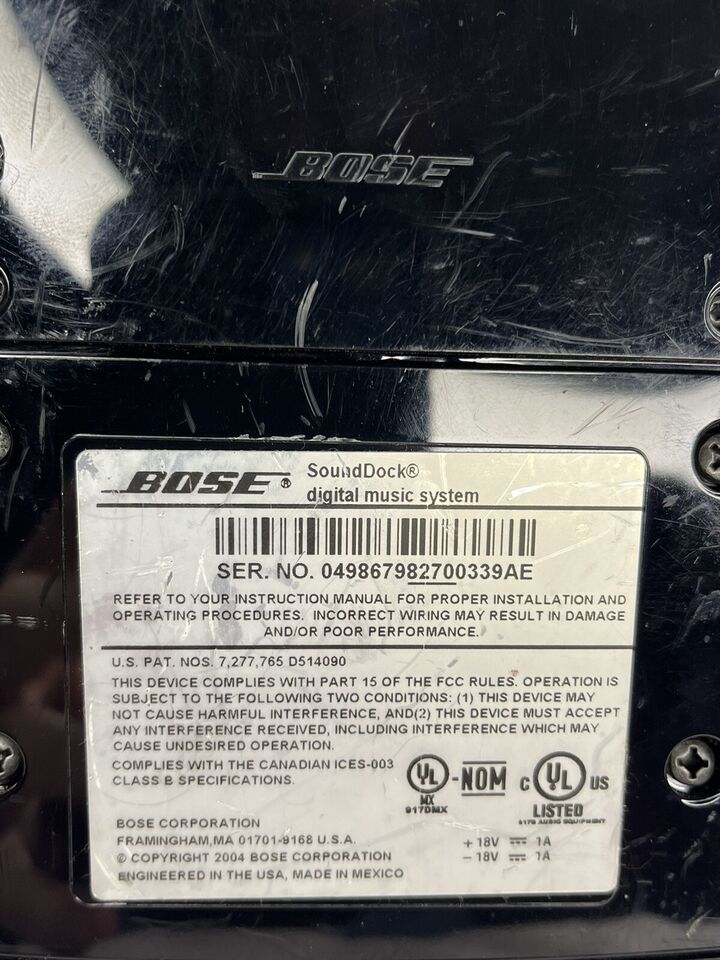 BOSE
BOSE® SoundDock®
digital music system
SER. NO. 049867982700339AE
REFER TO YOUR INSTRUCTION MANUAL FOR PROPER INSTALLATION AND
OPERATING PROCEDURES. INCORRECT WIRING MAY RESULT IN DAMAGE
AND/OR POOR PERFORMANCE.
U.S. PAT. NOS. 7,277,765 D514090
THIS DEVICE COMPLIES WITH PART 15 OF THE FCC RULES. OPERATION IS
SUBJECT TO THE FOLLOWING TWO CONDITIONS: (1) THIS DEVICE MAY
NOT CAUSE HARMFUL INTERFERENCE, AND(2) THIS DEVICE MUST ACCEPT
ANY INTERFERENCE RECEIVED, INCLUDING INTERFERENCE WHICH MAY
CAUSE UNDESIRED OPERATION.
COMPLIES WITH THE CANADIAN ICES-003
CLASS B SPECIFICATIONS.
UL -NOM C UL US
MX
917DMX
LISTED
917D AUDIO EQUIPMENT
BOSE CORPORATION
FRAMINGHAM,MA 01701-9168 U.S.A.
© COPYRIGHT 2004 BOSE CORPORATION
ENGINEERED IN THE USA, MADE IN MEXICO
+ 18V ⎓ 1A
− 18V ⎓ 1A